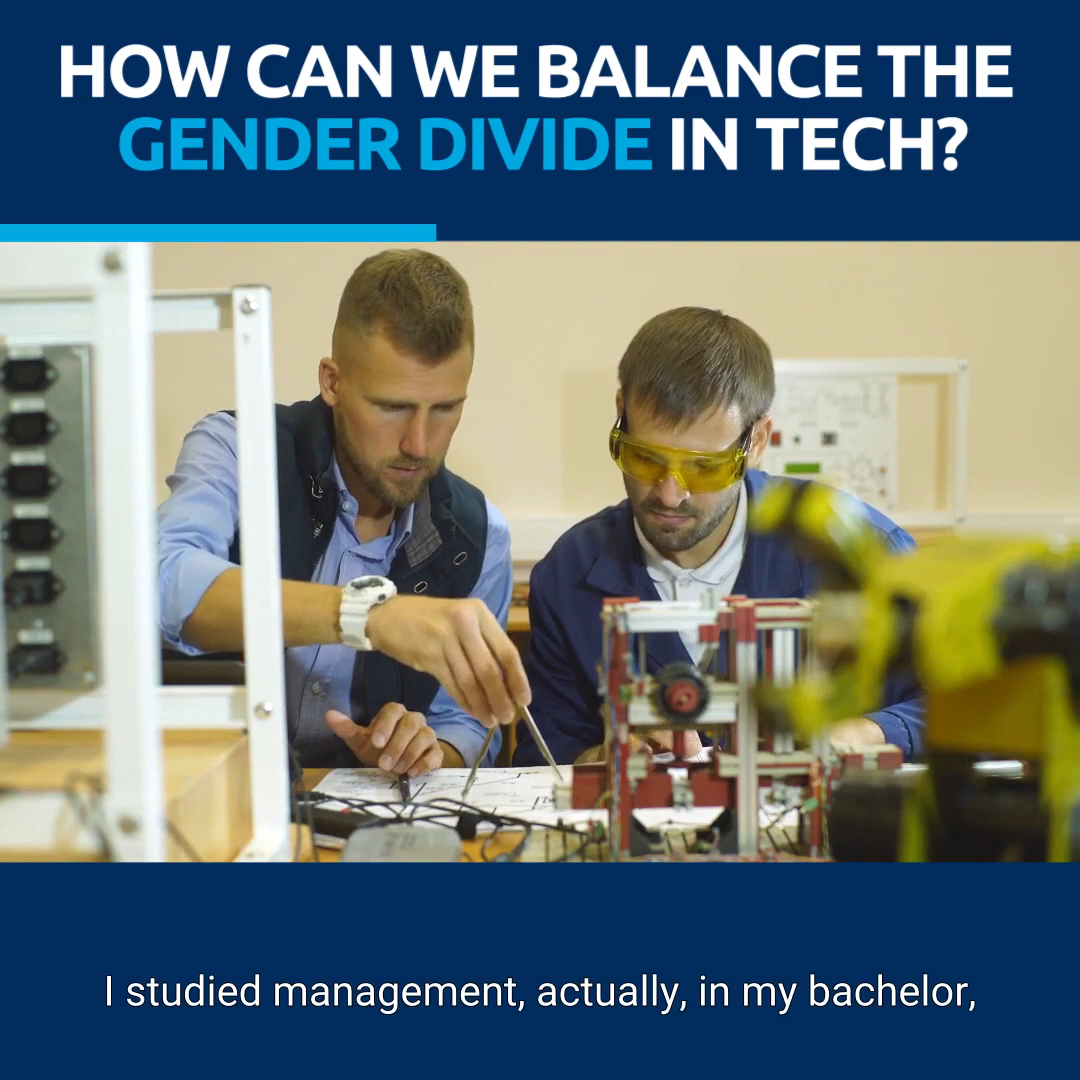 HOW CAN WE BALANCE THE
GENDER DIVIDE IN TECH?
I studied management, actually, in my bachelor,